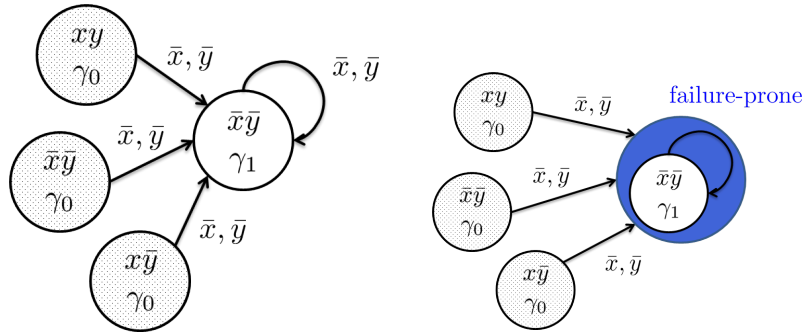 xy
γ₀
x̄, ȳ
x̄, ȳ
x̄ȳ
γ₁
x̄, ȳ
x̄ȳ
γ₀
x̄, ȳ
xȳ
γ₀
failure-prone
xy
γ₀
x̄, ȳ
x̄, ȳ
x̄ȳ
γ₁
x̄ȳ
γ₀
x̄, ȳ
xȳ
γ₀